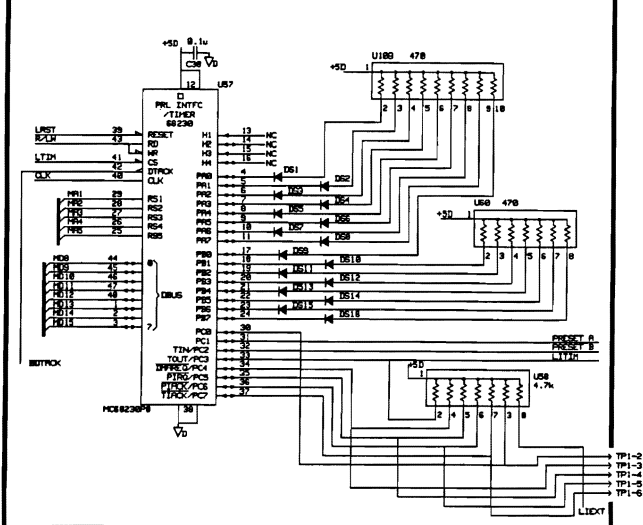 +5D
0.1u
C30
D
12
U57
PRL INTFC
/TIMER
68230
LRST 39 RESET
R/LW 43 RD
WR
LTIM 41 CS
42 DTACK
CLK 40 CLK
MA1 29 RS1
MA2 28 RS2
MA3 27 RS3
MA4 26 RS4
MA5 25 RS5
MD8 44 0
MD9 45
MD10 46
MD11 47
MD12 48
MD13 1
MD14 2
MD15 3 7
DBUS
BDTACK
H1 13 NC
H2 14 NC
H3 15 NC
H4 16 NC
PA0 4 DS1
PA1 5 DS2
PA2 6 DS3
PA3 7 DS4
PA4 8 DS5
PA5 9 DS6
PA6 10 DS7
PA7 11 DS8
PB0 17 DS9
PB1 18 DS10
PB2 19 DS11
PB3 20 DS12
PB4 21 DS13
PB5 22 DS14
PB6 23 DS15
PB7 24 DS16
PC0 30
PC1 31
TIN/PC2 32
TOUT/PC3 33
DMAREQ/PC4 34
PIRQ/PC5 35
PIACK/PC6 36
TIACK/PC7 37
MC68230P8
38
D
U109 470
+5D 1
2 3 4 5 6 7 8 9 10
U60 470
+5D 1
2 3 4 5 6 7 8
PRESET A
PRESET B
LITIM
+5D
1
U58
4.7k
2 4 5 6 7 3 8
TP1-2
TP1-3
TP1-4
TP1-5
TP1-6
LIEXT